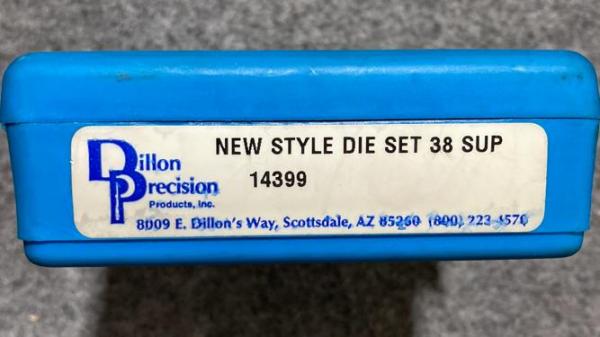 Dillon
Precision
Products, Inc.
NEW STYLE DIE SET 38 SUP
14399
8009 E. Dillon's Way, Scottsdale, AZ 85260 (800) 223-4570